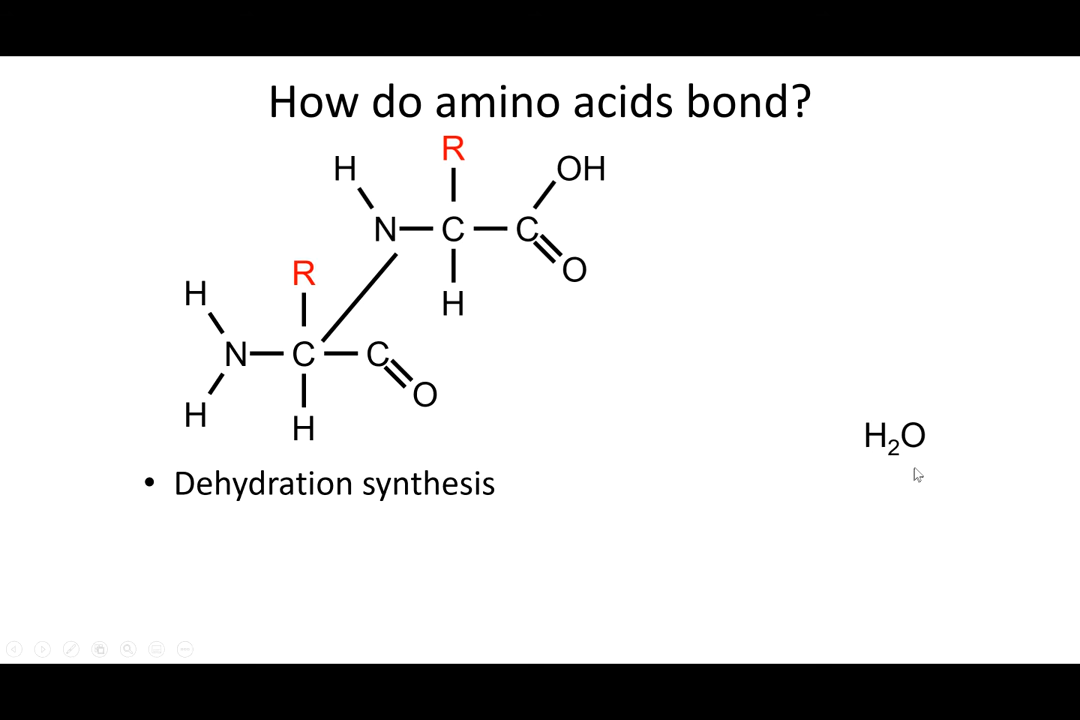 How do amino acids bond?
R
H OH
N C C
R O
H H
N C C
O
H H
H₂O
• Dehydration synthesis